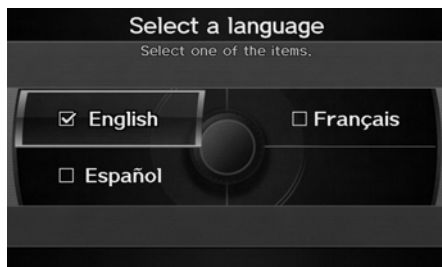 Select a language
Select one of the items.
English
Français
Español